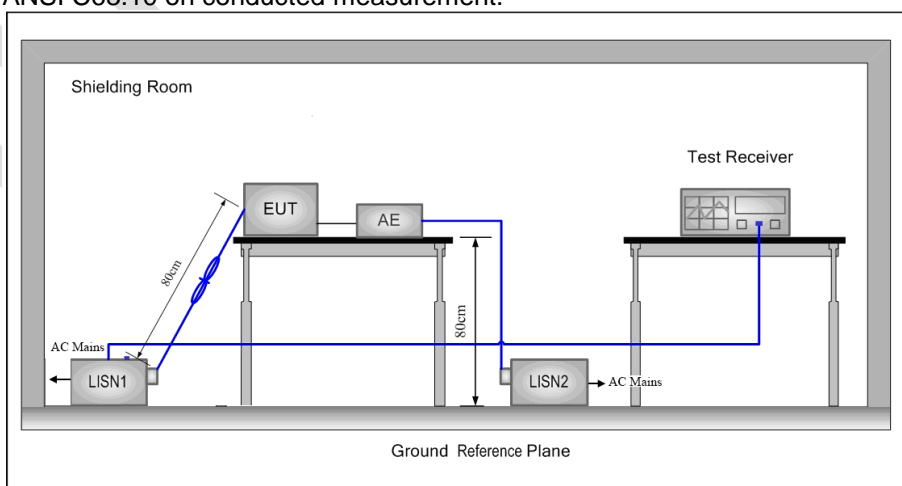 ANSI C63.10 on conducted measurement.
Shielding Room
Test Receiver
EUT
AE
80cm
80cm
AC Mains
LISN1
LISN2
AC Mains
Ground Reference Plane